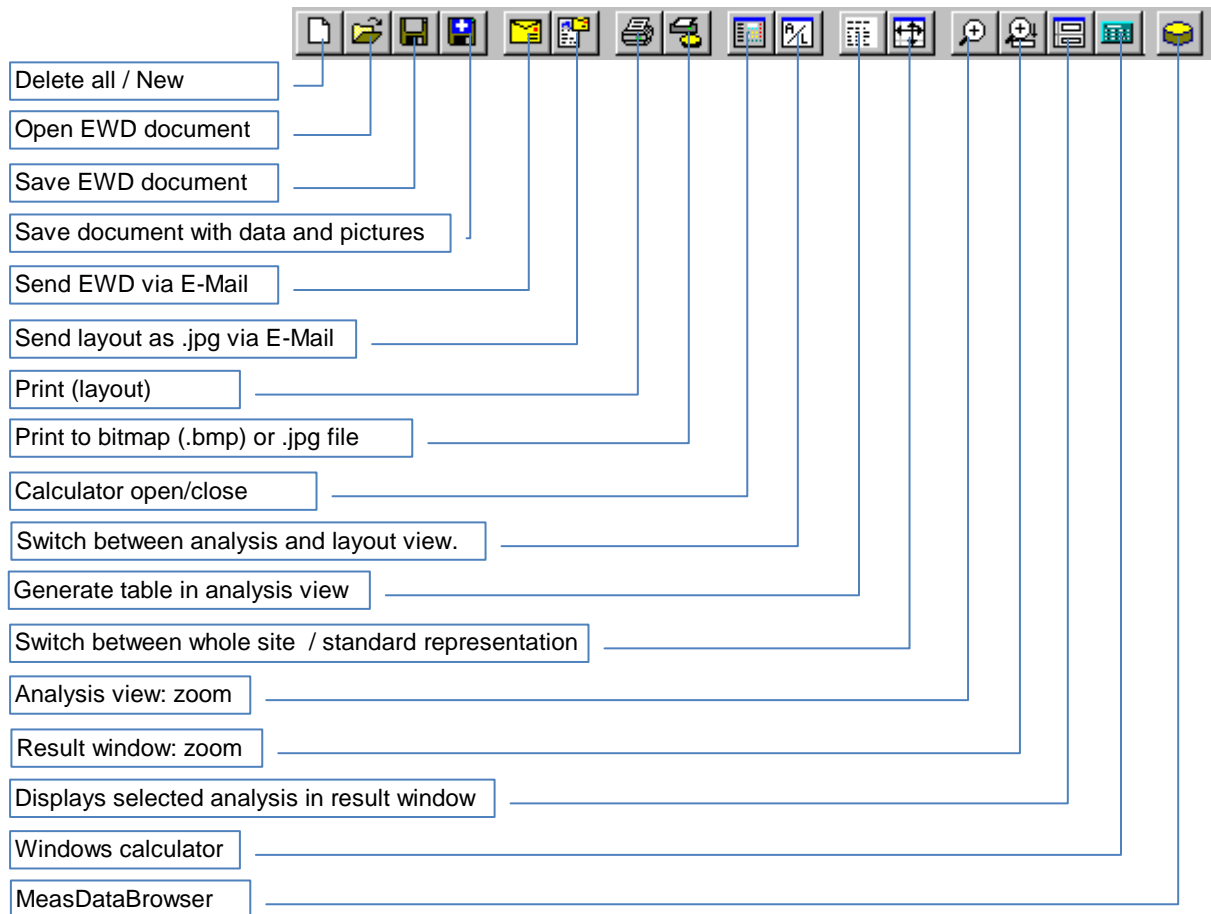 A/L
Delete all / New
Open EWD document
Save EWD document
Save document with data and pictures
Send EWD via E-Mail
Send layout as .jpg via E-Mail
Print (layout)
Print to bitmap (.bmp) or .jpg file
Calculator open/close
Switch between analysis and layout view.
Generate table in analysis view
Switch between whole site / standard representation
Analysis view: zoom
Result window: zoom
Displays selected analysis in result window
Windows calculator
MeasDataBrowser